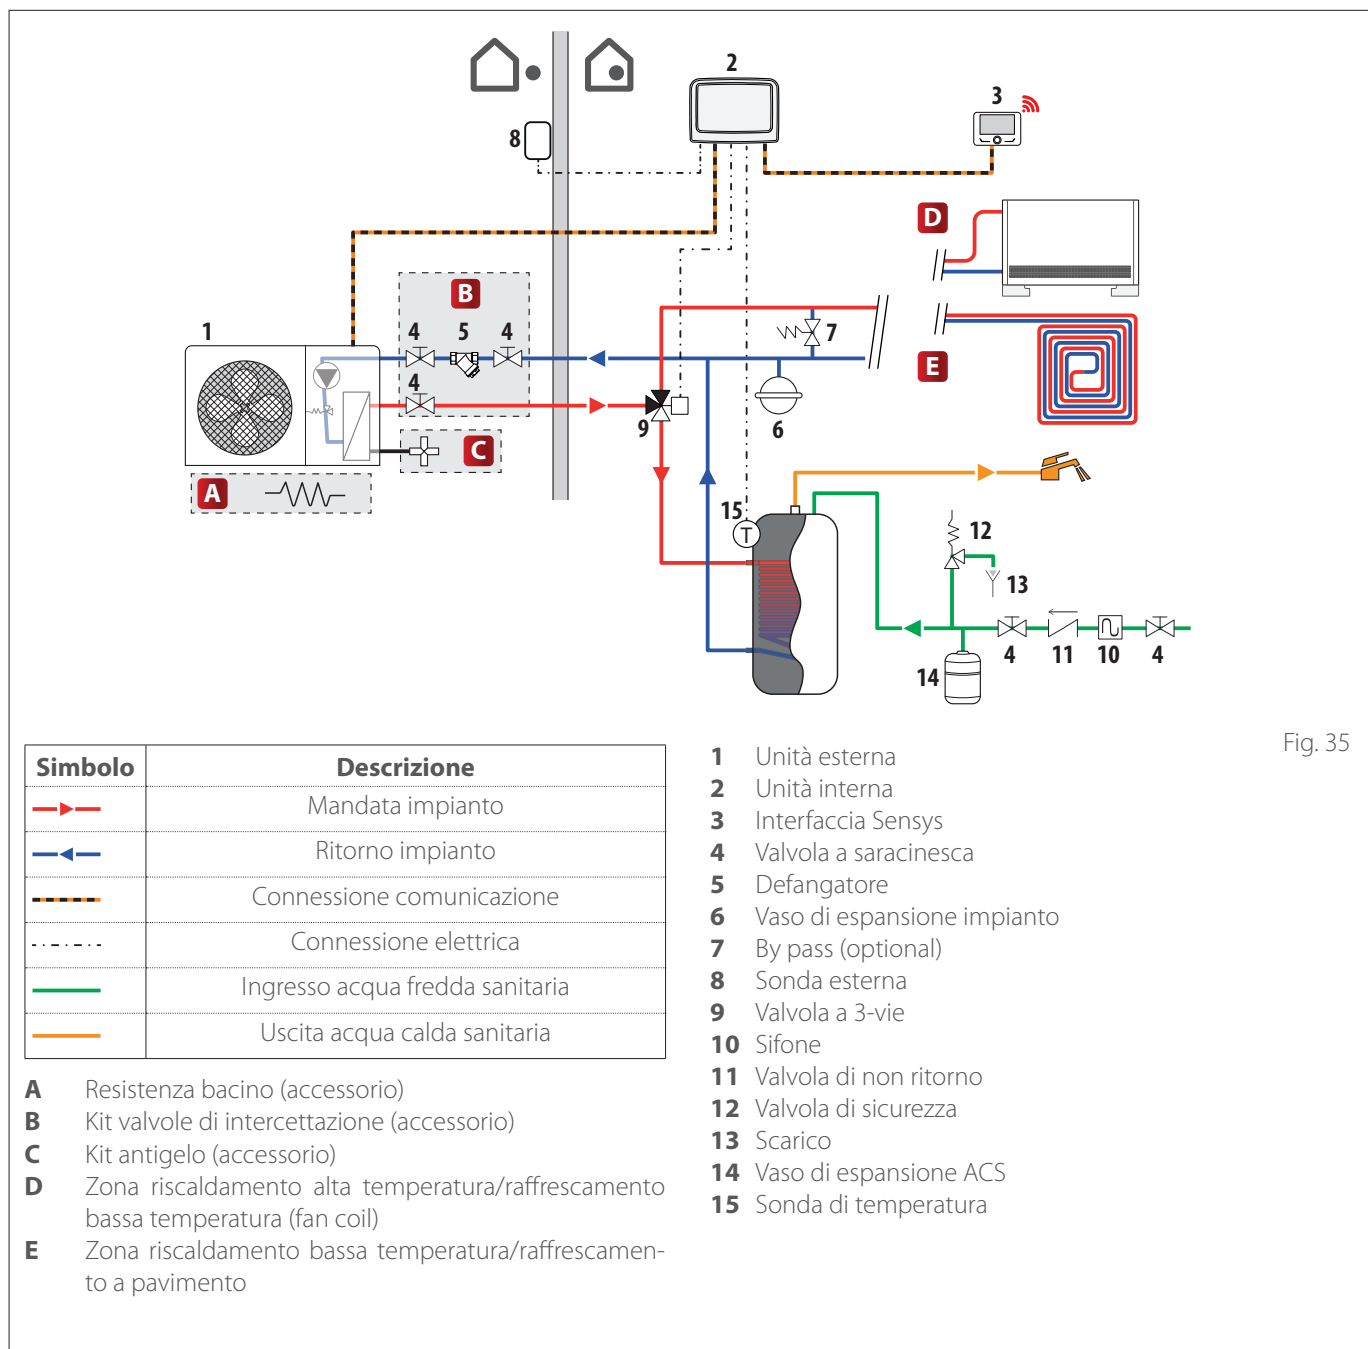 2
3
8
D
B
1
4
5
4
7
E
4
9
6
C
A
15
T
12
13
14
4
11
10
4
Fig. 35
Simbolo Descrizione
Mandata impianto
Ritorno impianto
Connessione comunicazione
Connessione elettrica
Ingresso acqua fredda sanitaria
Uscita acqua calda sanitaria
A Resistenza bacino (accessorio)
B Kit valvole di intercettazione (accessorio)
C Kit antigelo (accessorio)
D Zona riscaldamento alta temperatura/raffrescamento
bassa temperatura (fan coil)
E Zona riscaldamento bassa temperatura/raffrescamen-
to a pavimento
1 Unità esterna
2 Unità interna
3 Interfaccia Sensys
4 Valvola a saracinesca
5 Defangatore
6 Vaso di espansione impianto
7 By pass (optional)
8 Sonda esterna
9 Valvola a 3-vie
10 Sifone
11 Valvola di non ritorno
12 Valvola di sicurezza
13 Scarico
14 Vaso di espansione ACS
15 Sonda di temperatura